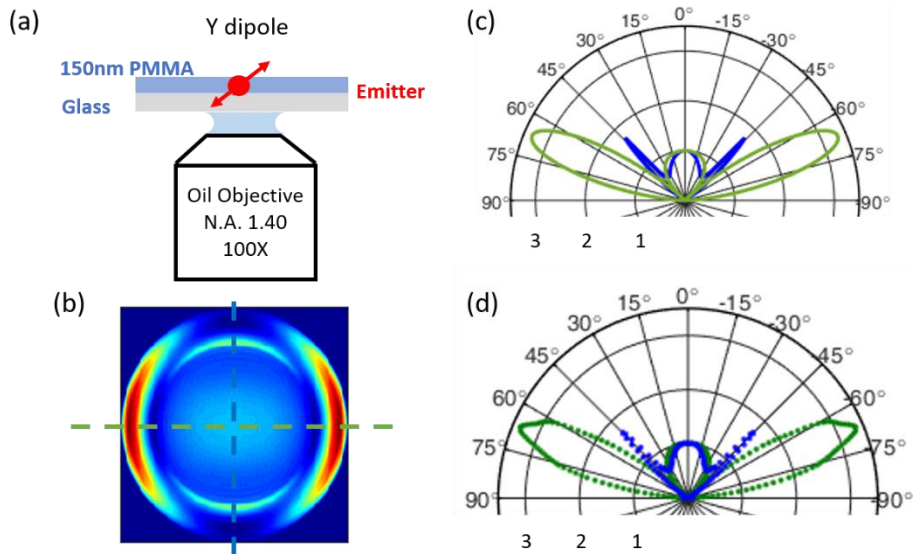 (a)
Y dipole
150nm PMMA
Glass
Emitter
Oil Objective
N.A. 1.40
100X
(b)
(c)
0°
15° -15°
30° -30°
45° -45°
60° -60°
75° -75°
90° -90°
3 2 1
(d)
0°
15° -15°
30° -30°
45° 45°
60° -60°
75° -75°
90° -90°
3 2 1